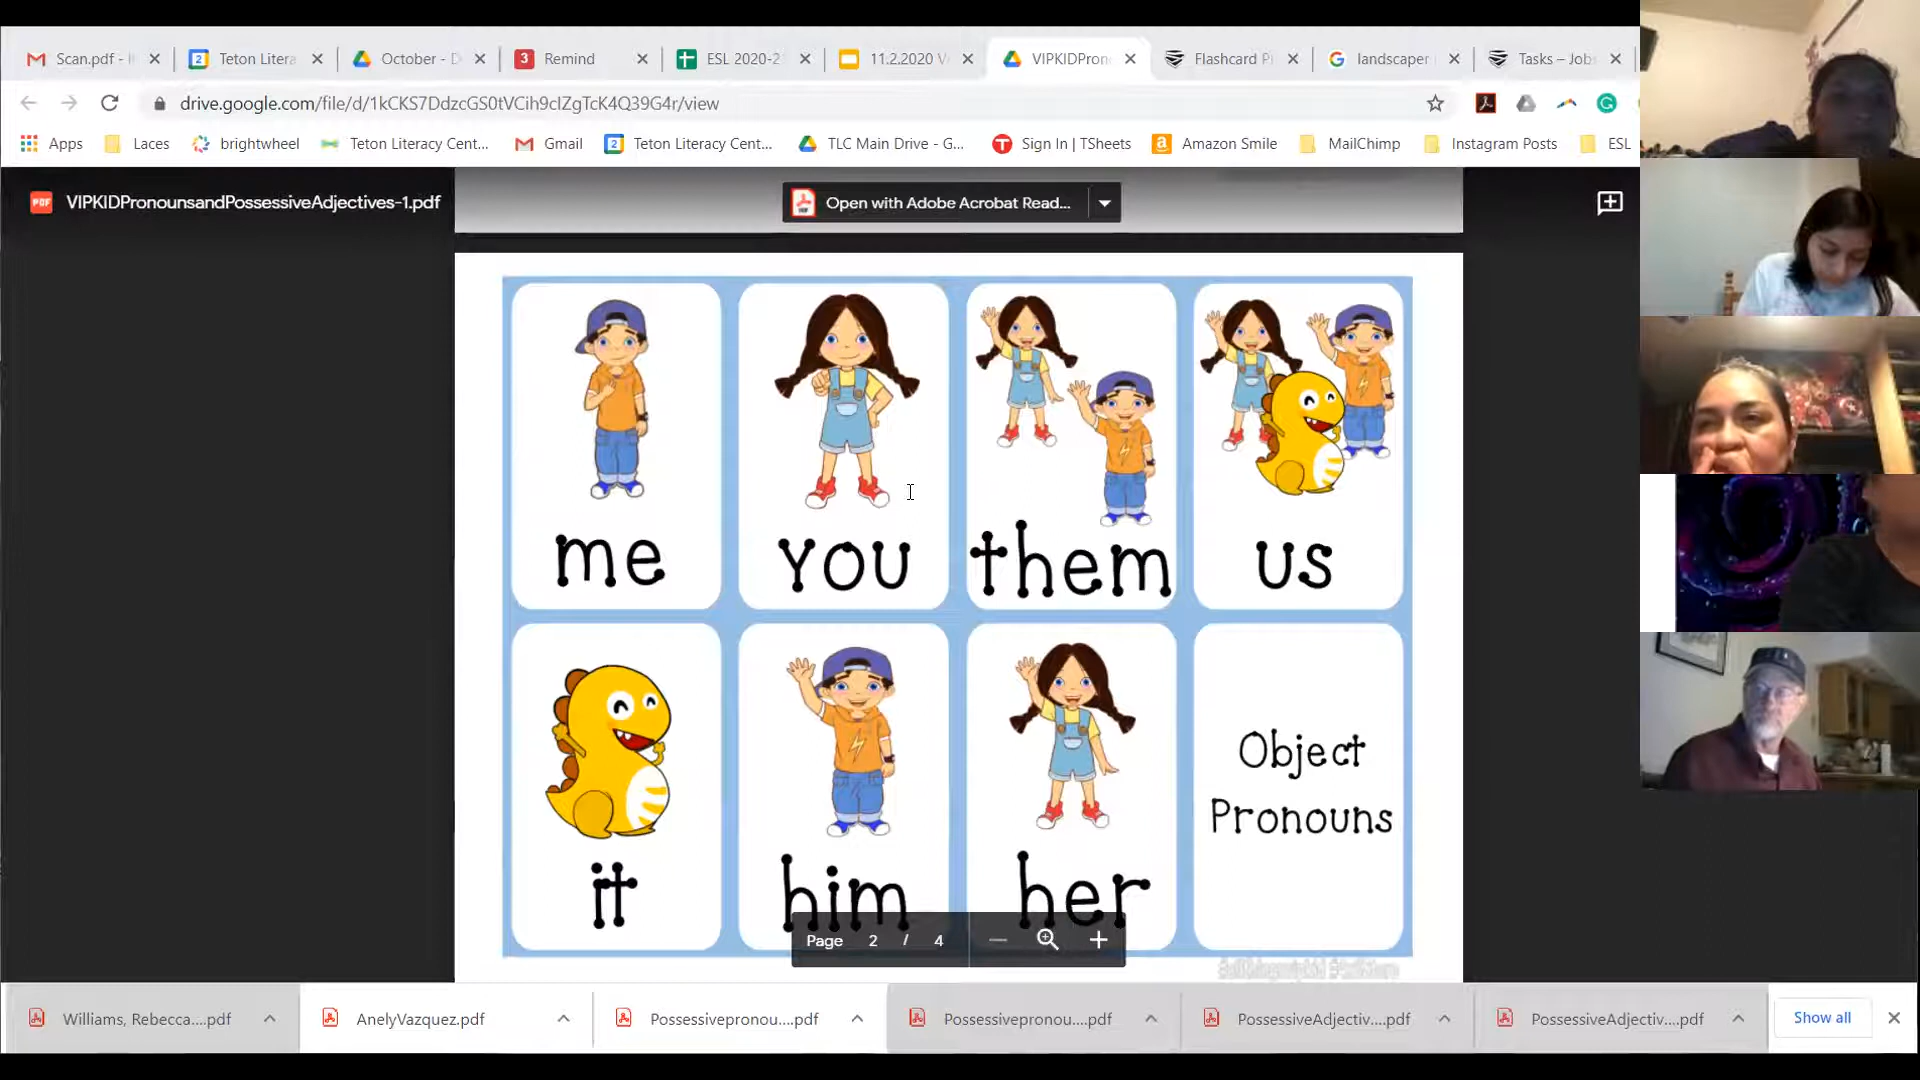 Scan.pdf -
Teton Litera
October - D
3 Remind
ESL 2020-2
11.2.2020 V
VIPKIDPron
Flashcard P
landscaper
Tasks – Job
drive.google.com/file/d/1kCKS7DdzcGS0tVCih9cIZgTcK4Q39G4r/view
Apps Laces brightwheel Teton Literacy Cent... Gmail Teton Literacy Cent... TLC Main Drive - G... Sign In | TSheets Amazon Smile MailChimp Instagram Posts ESL
PDF VIPKIDPronounsandPossessiveAdjectives-1.pdf
Open with Adobe Acrobat Read...
me you them us
it him her
Object
Pronouns
Page 2 / 4
Williams, Rebecca....pdf AnelyVazquez.pdf Possessivepronou....pdf Possessivepronou....pdf PossessiveAdjectiv....pdf PossessiveAdjectiv....pdf Show all